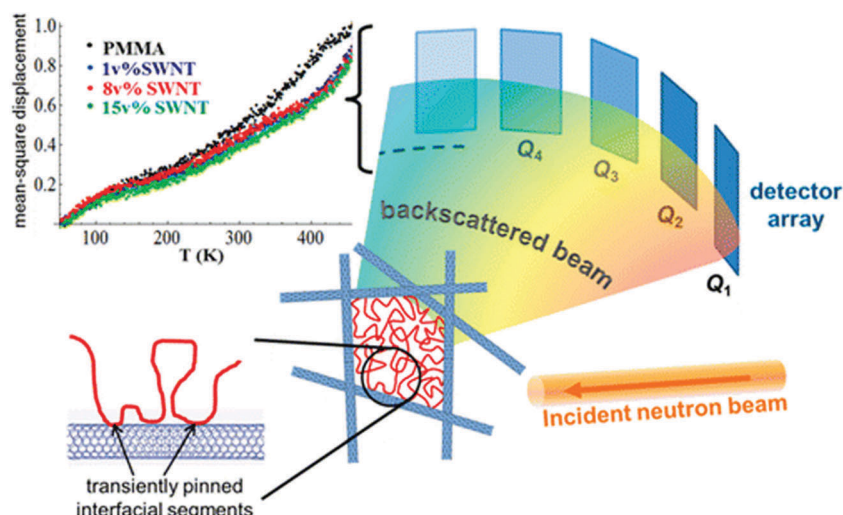 1.0
0.8
0.6
0.4
0.2
mean-square displacement
PMMA
1v%SWNT
8v% SWNT
15v% SWNT
100
200
300
400
T (K)
Q4
Q3
Q2
Q1
detector
array
backscattered beam
Incident neutron beam
transiently pinned
interfacial segments